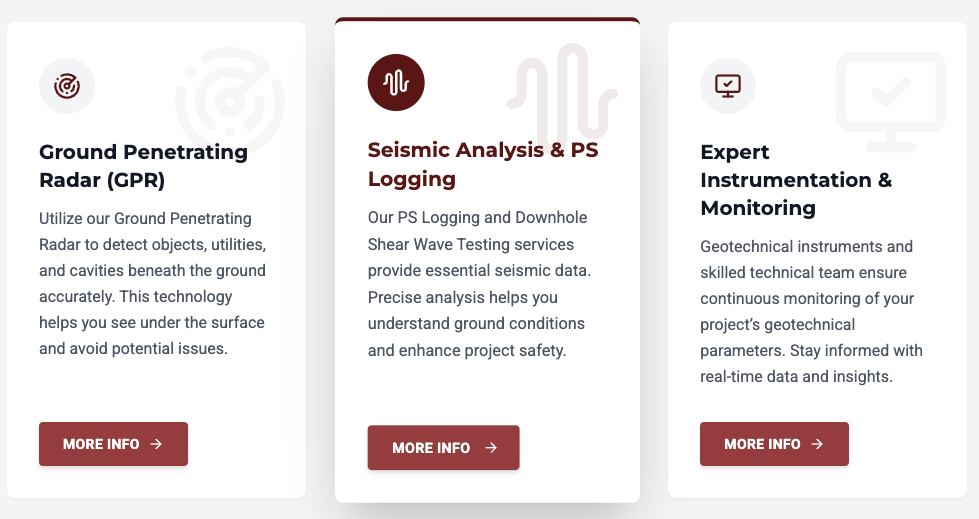 Ground Penetrating
Radar (GPR)
Utilize our Ground Penetrating
Radar to detect objects, utilities,
and cavities beneath the ground
accurately. This technology
helps you see under the surface
and avoid potential issues.
MORE INFO →
Seismic Analysis & PS
Logging
Our PS Logging and Downhole
Shear Wave Testing services
provide essential seismic data.
Precise analysis helps you
understand ground conditions
and enhance project safety.
MORE INFO →
Expert
Instrumentation &
Monitoring
Geotechnical instruments and
skilled technical team ensure
continuous monitoring of your
project’s geotechnical
parameters. Stay informed with
real-time data and insights.
MORE INFO →